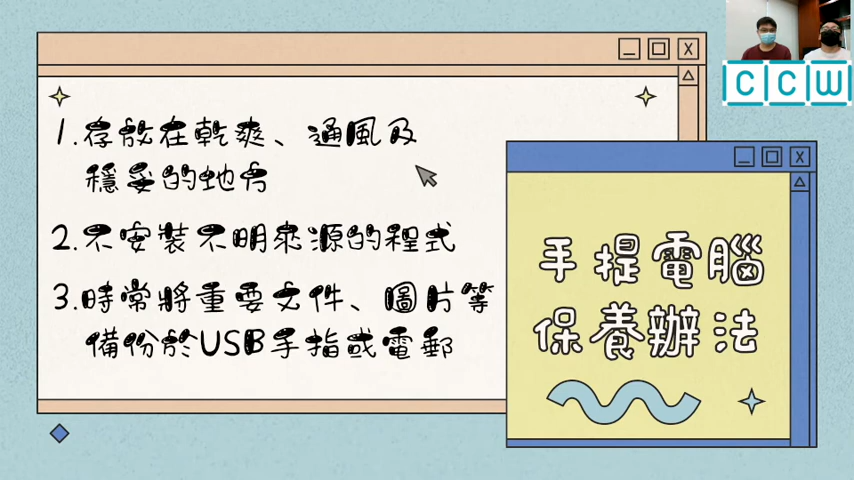 1.存放在乾爽、通風及
穩妥的地方
2.不安裝不明來源的程式
3.時常將重要文件、圖片等
備份於USB手指或電郵
手提電腦
保養辦法
CCW